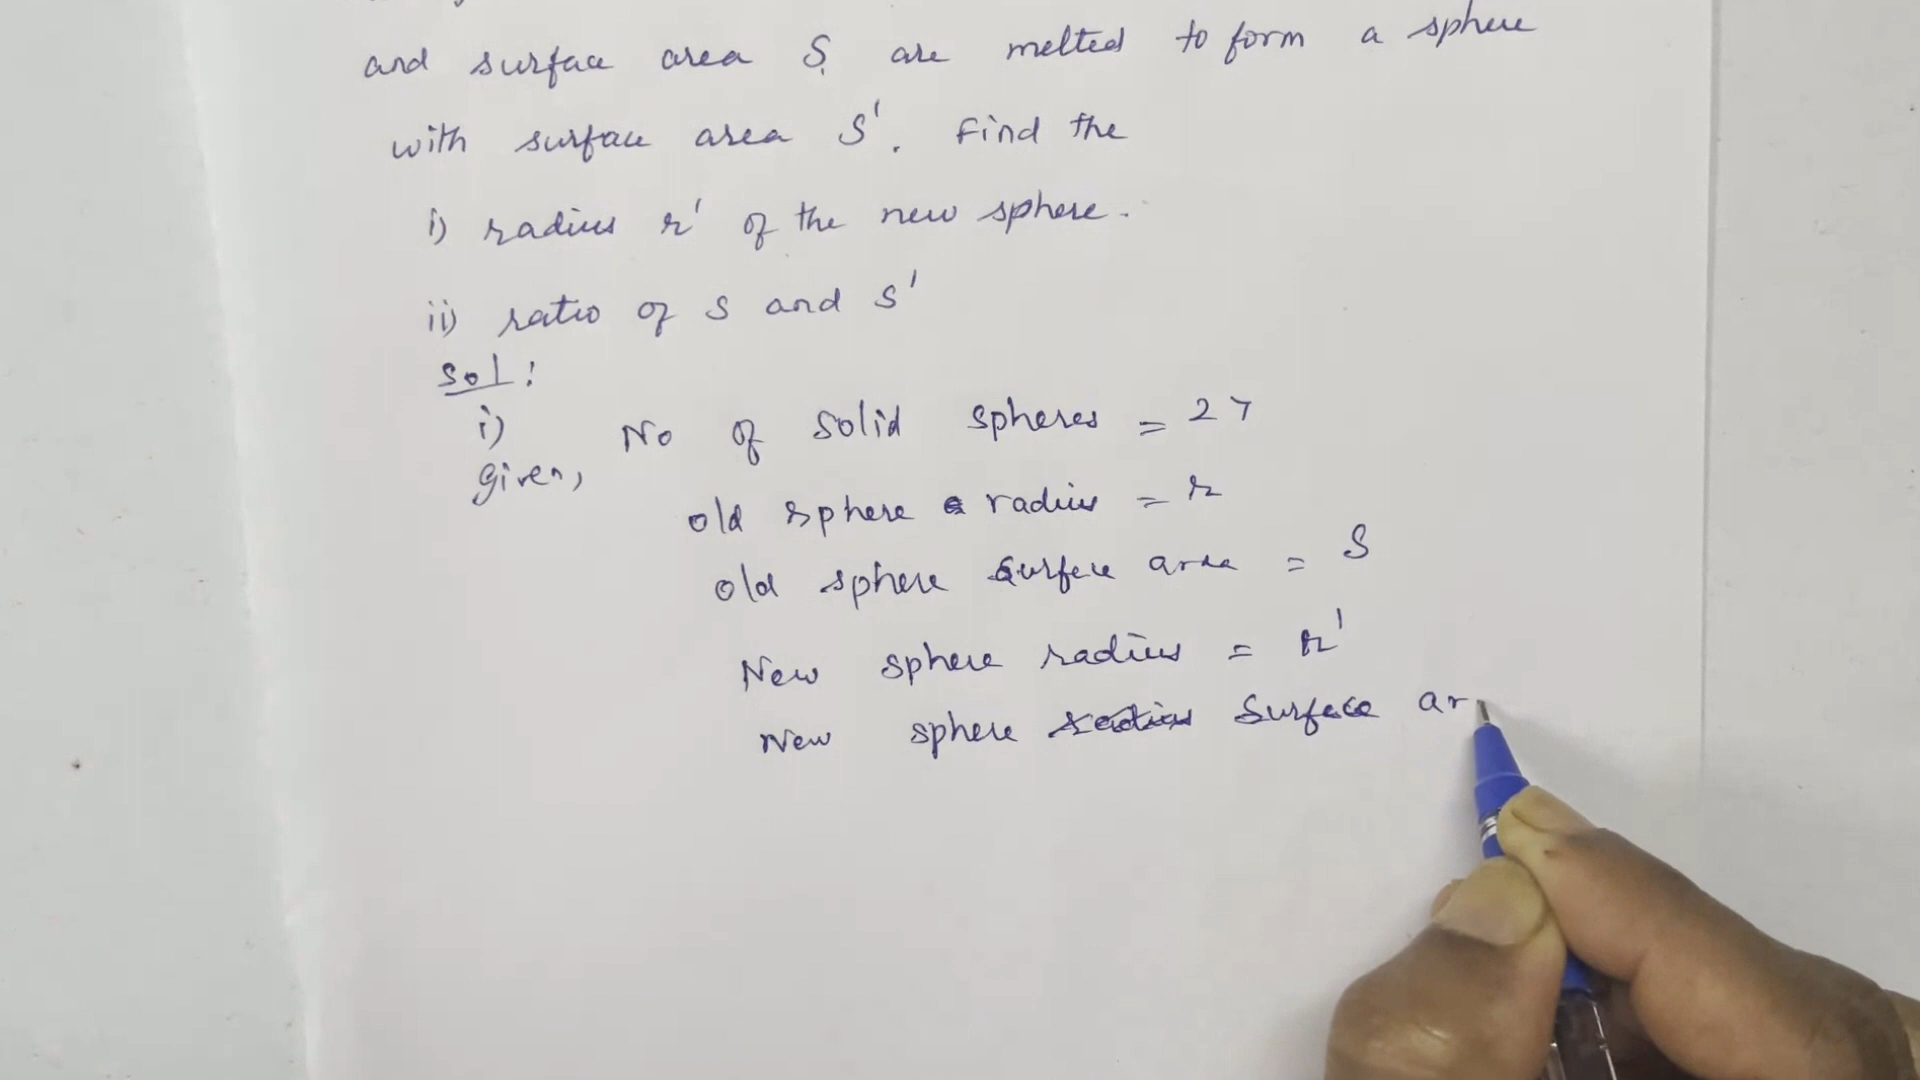 and surface area S are melted to form a sphere
with surface area S'. Find the
i) radius r' of the new sphere.
ii) ratio of S and S'
Sol:
i) No of solid spheres = 27
given,
old sphere radius = r
old sphere surface area = S
New sphere radius = r'
New sphere radius Surface ar